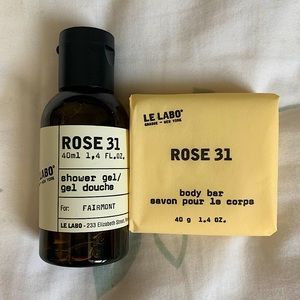 LE LABO
ROSE 31
40ml 1,4 FL.OZ.
shower gel/
gel douche
For: FAIRMONT
LE LABO - 233 Elizabeth Street,
LE LABO
GRASSE - NEW YORK
ROSE 31
body bar
savon pour le corps
40 g 1.4 oz.